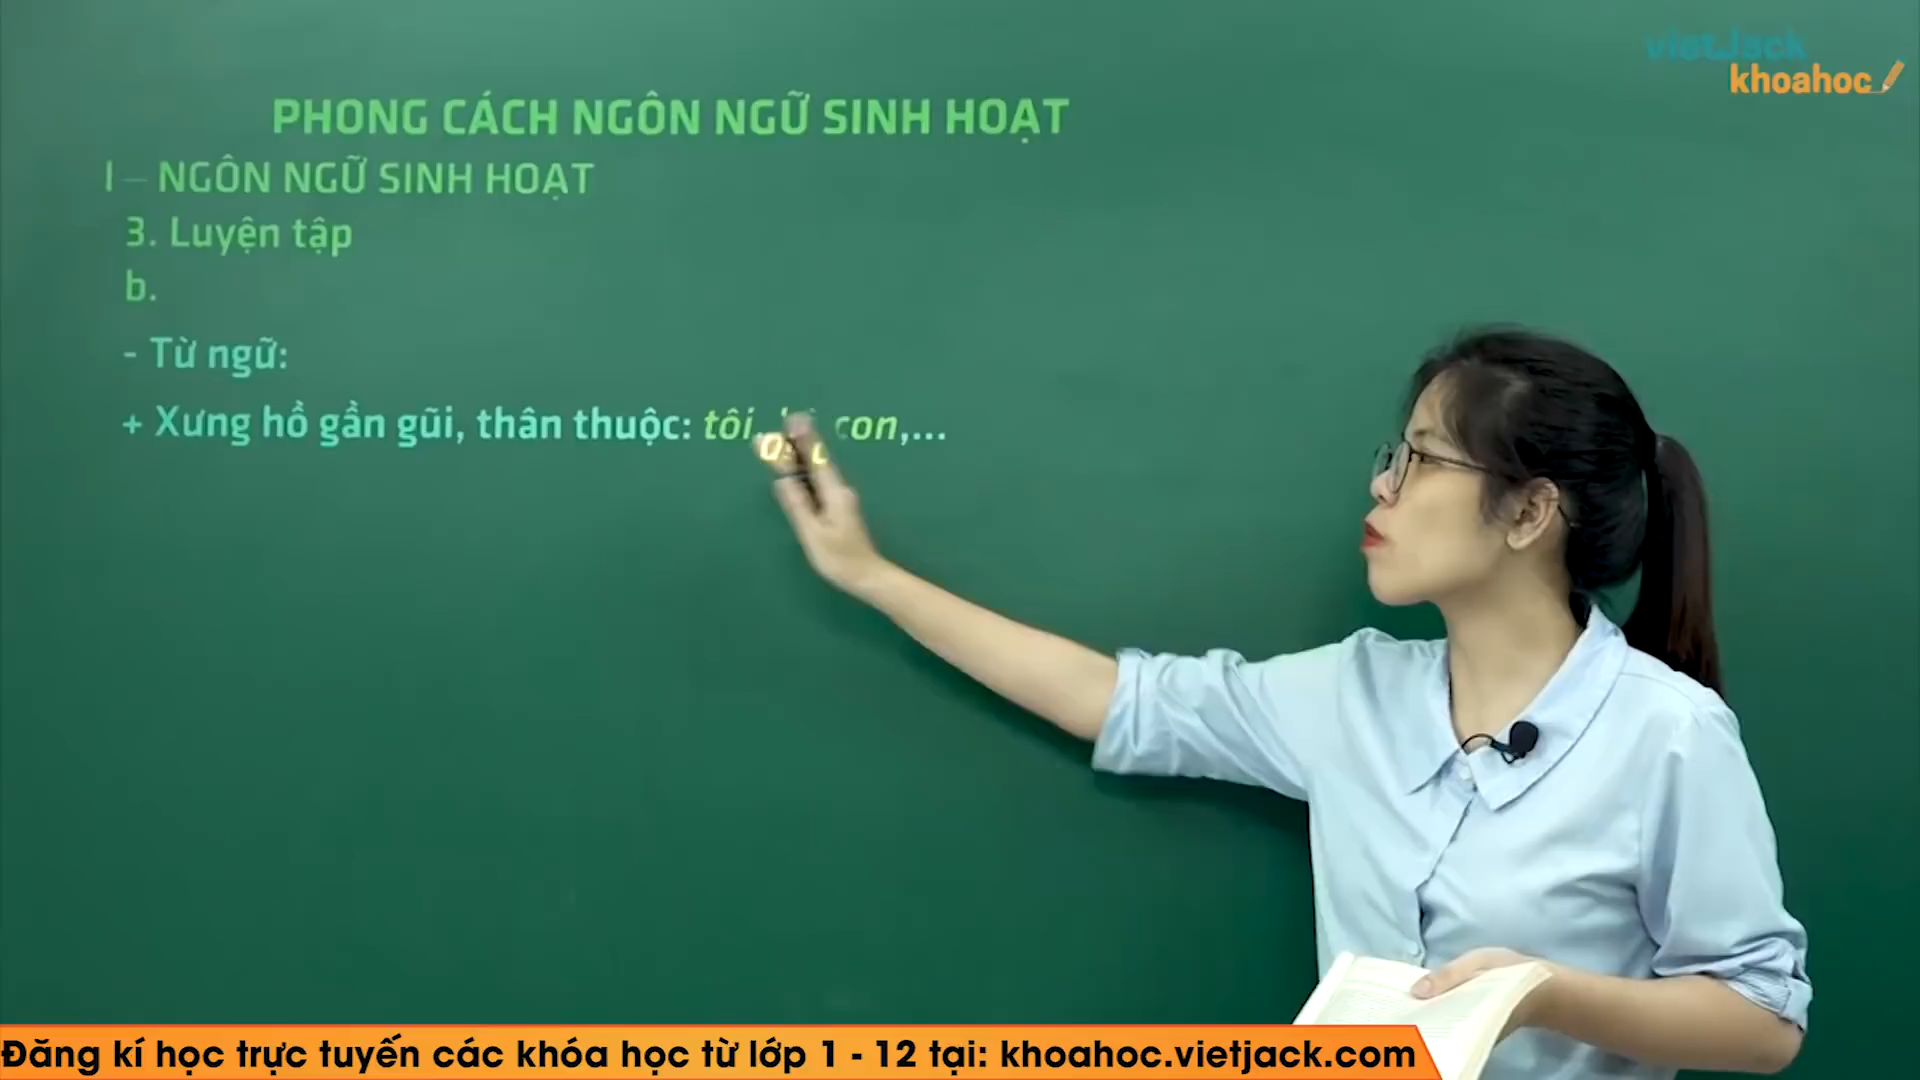 vietJack
khoahoc
PHONG CÁCH NGÔN NGỮ SINH HOẠT
I – NGÔN NGỮ SINH HOẠT
3. Luyện tập
b.
- Từ ngữ:
+ Xưng hồ gần gũi, thân thuộc: tôi, con,...
Đăng kí học trực tuyến các khóa học từ lớp 1 - 12 tại: khoahoc.vietjack.com